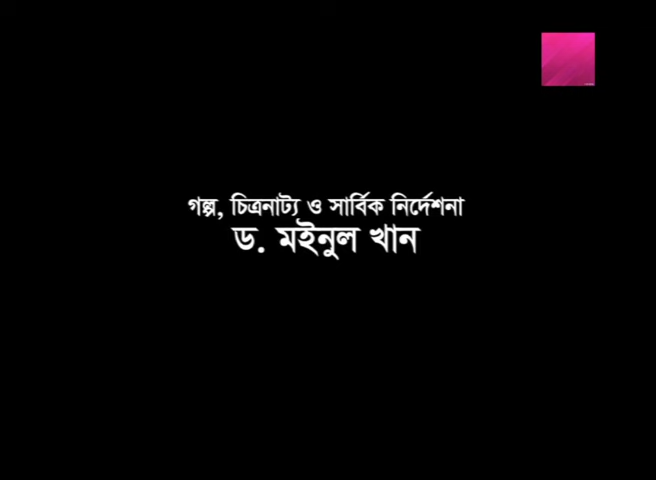 গল্প, চিত্রনাট্য ও সার্বিক নির্দেশনা
ড. মইনুল খান